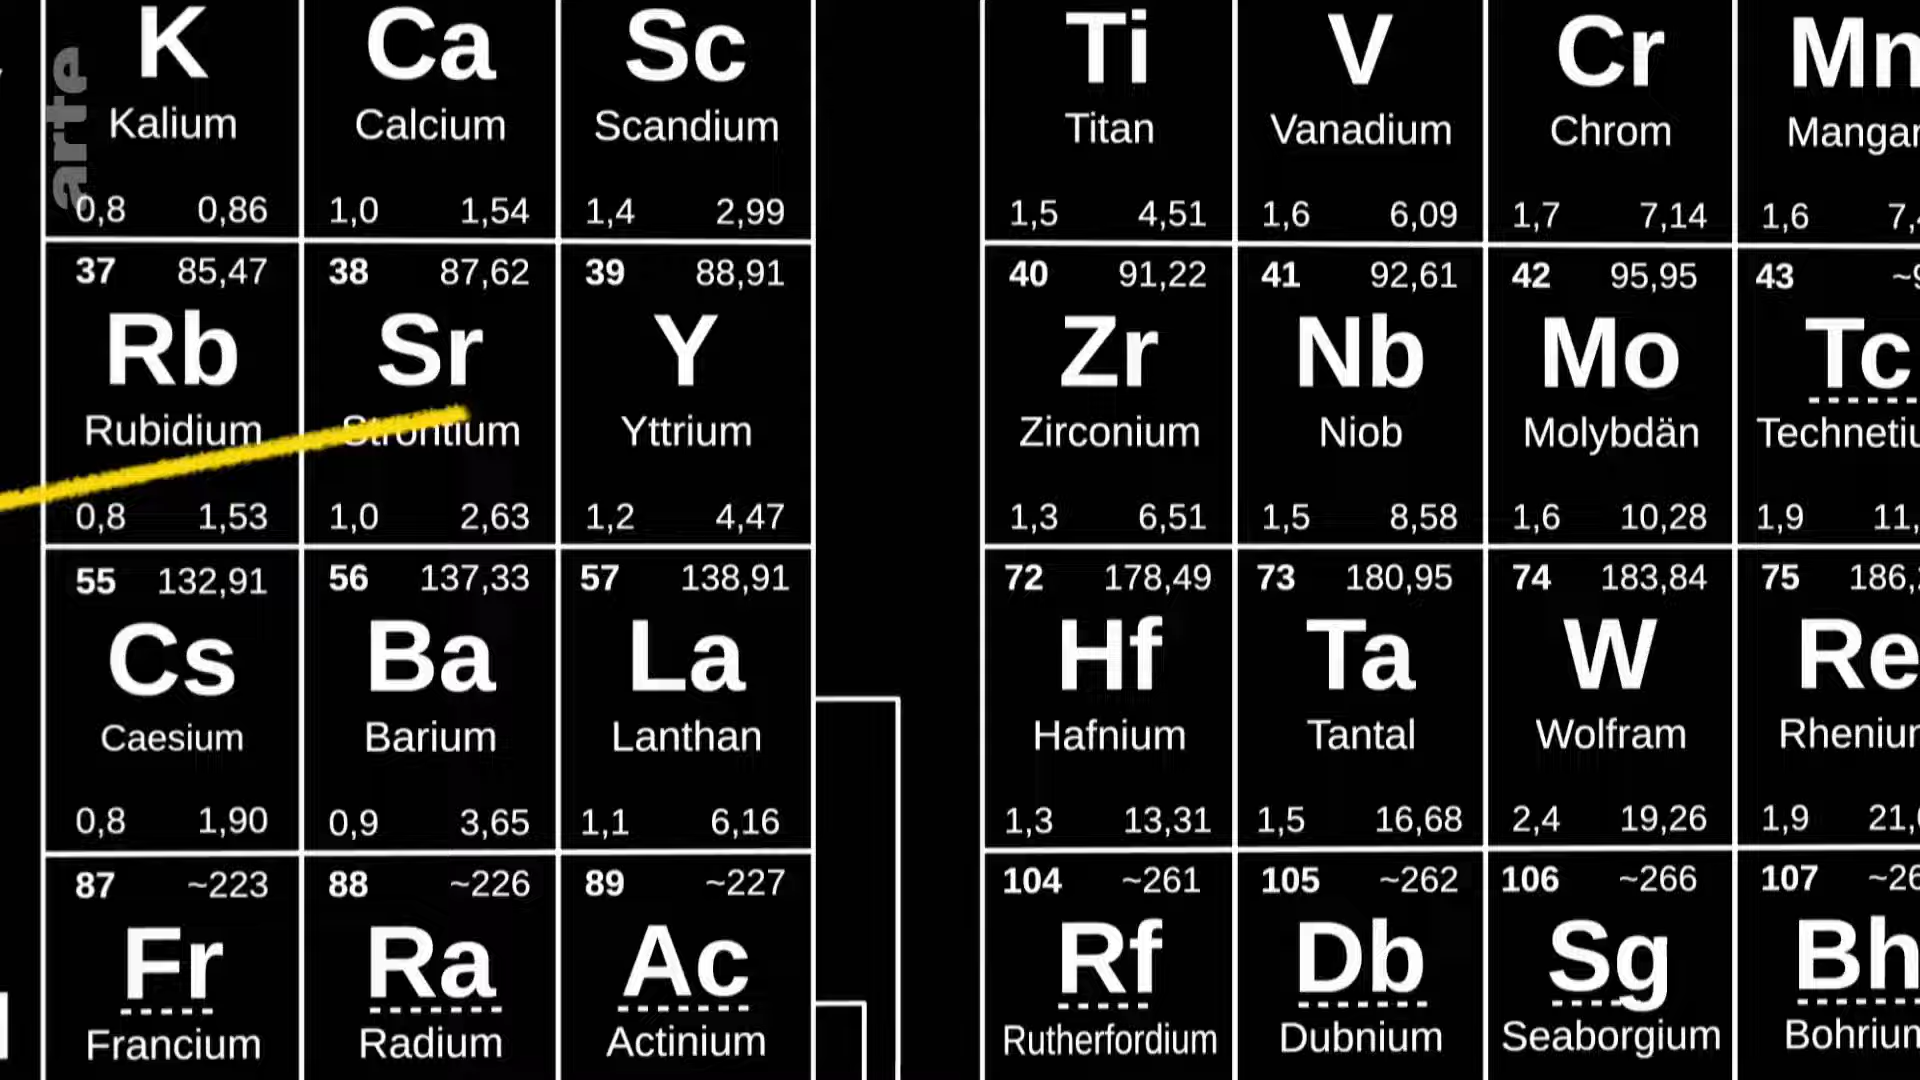 arte
K Ca Sc Ti V Cr Mn
Kalium Calcium Scandium Titan Vanadium Chrom
0,8 0,86 1,0 1,54 1,4 2,99 1,5 4,51 1,6 6,09 1,7 7,14 1,6
37 85,47 38 87,62 39 88,91 40 91,22 41 92,61 42 95,95 43
Rb Sr Y Zr Nb Mo Tc
Rubidium Strontium Yttrium Zirconium Niob Molybdän
0,8 1,53 1,0 2,63 1,2 4,47 1,3 6,51 1,5 8,58 1,6 10,28 1,9
55 132,91 56 137,33 57 138,91 72 178,49 73 180,95 74 183,84 75
Cs Ba La Hf Ta W Re
Caesium Barium Lanthan Hafnium Tantal Wolfram
0,8 1,90 0,9 3,65 1,1 6,16 1,3 13,31 1,5 16,68 2,4 19,26 1,9
87 ~223 88 ~226 89 ~227 104 ~261 105 ~262 106 ~266 107
Fr Ra Ac Rf Db Sg Bh
Francium Radium Actinium Rutherfordium Dubnium Seaborgium